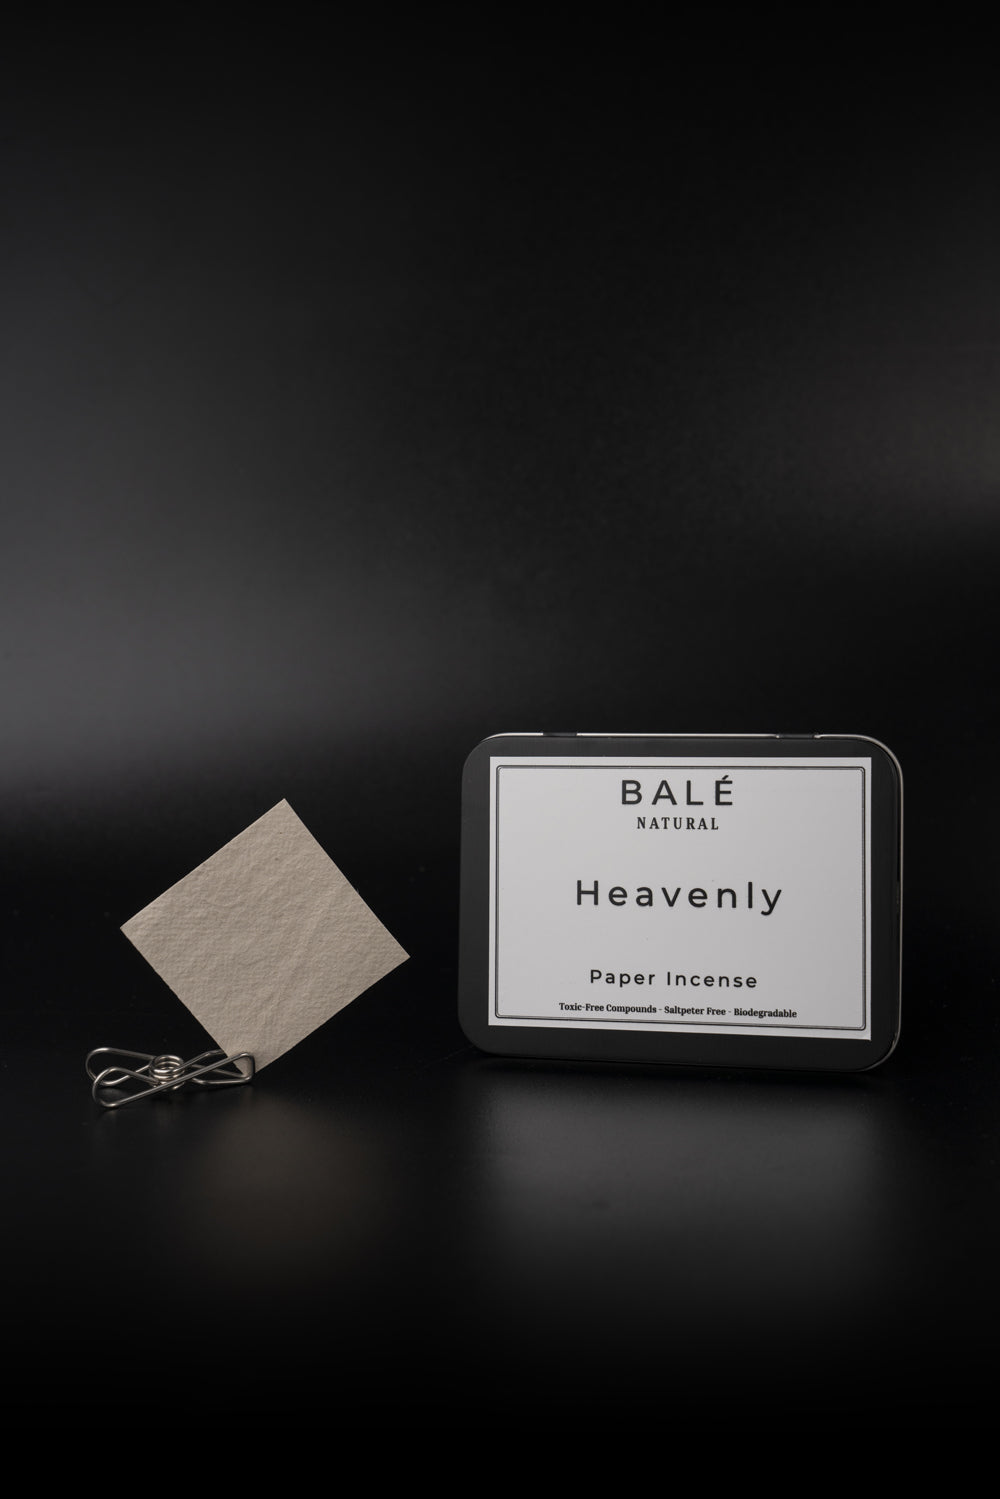 BALÉ
NATURAL
Heavenly
Paper Incense
Toxic-Free Compounds - Saltpeter Free - Biodegradable